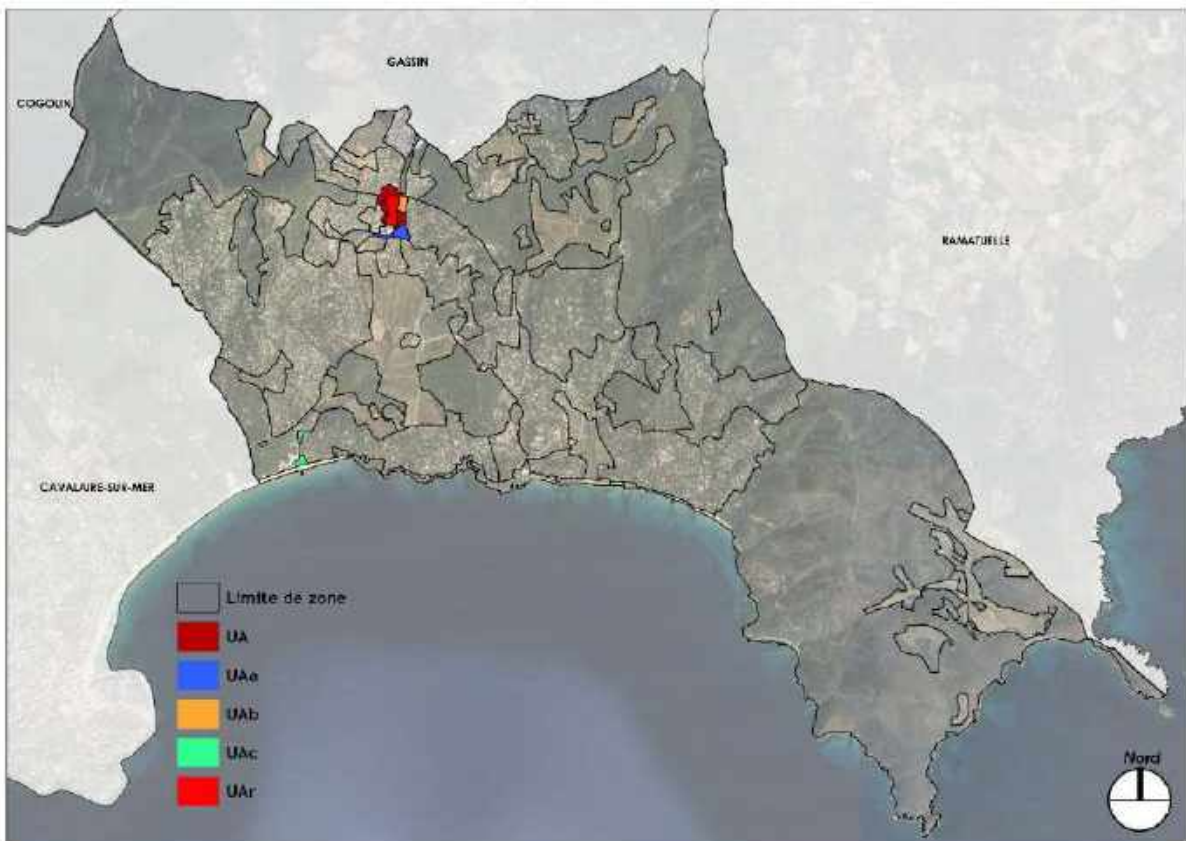 GASSIN
COGOLIN
RAMATUELLE
CAVALAIRE-SUR-MER
Limite de zone
UA
UAa
UAb
UAc
UAr
Nord